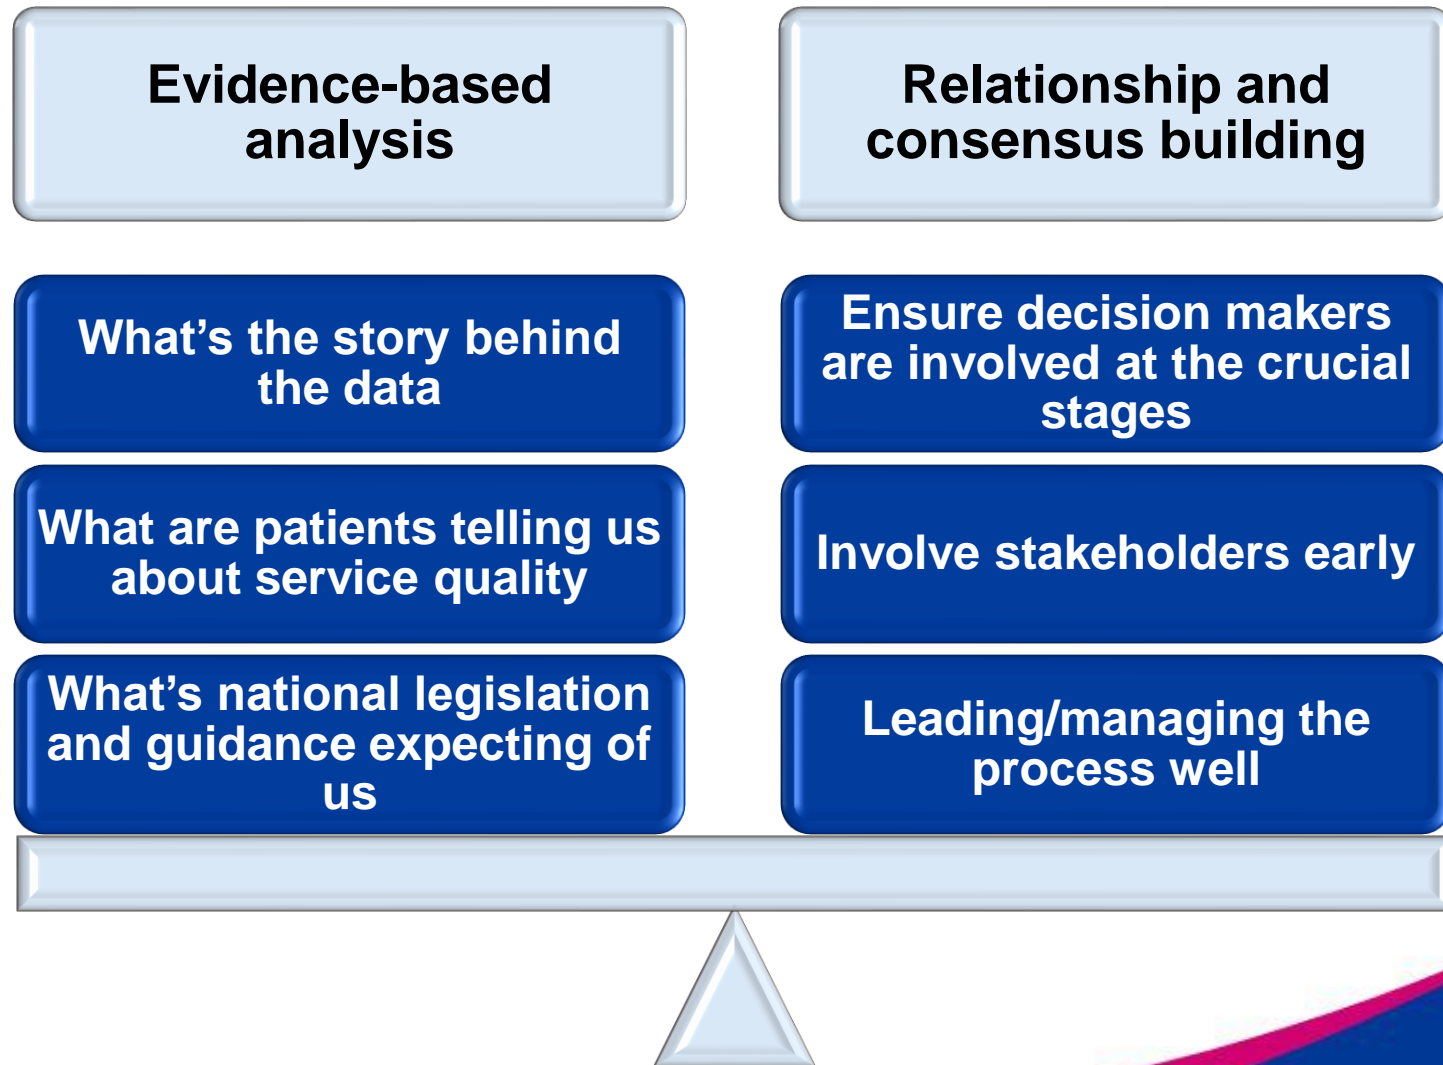 Evidence-based
analysis
What’s the story behind
the data
What are patients telling us
about service quality
What’s national legislation
and guidance expecting of
us
Relationship and
consensus building
Ensure decision makers
are involved at the crucial
stages
Involve stakeholders early
Leading/managing the
process well